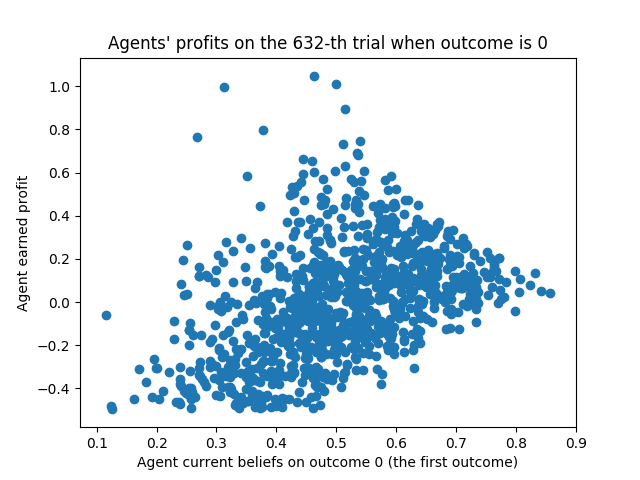 Agents' profits on the 632-th trial when outcome is 0
1.0
0.8
0.6
0.4
0.2
0.0
−0.2
−0.4
Agent earned profit
0.1 0.2 0.3 0.4 0.5 0.6 0.7 0.8 0.9
Agent current beliefs on outcome 0 (the first outcome)